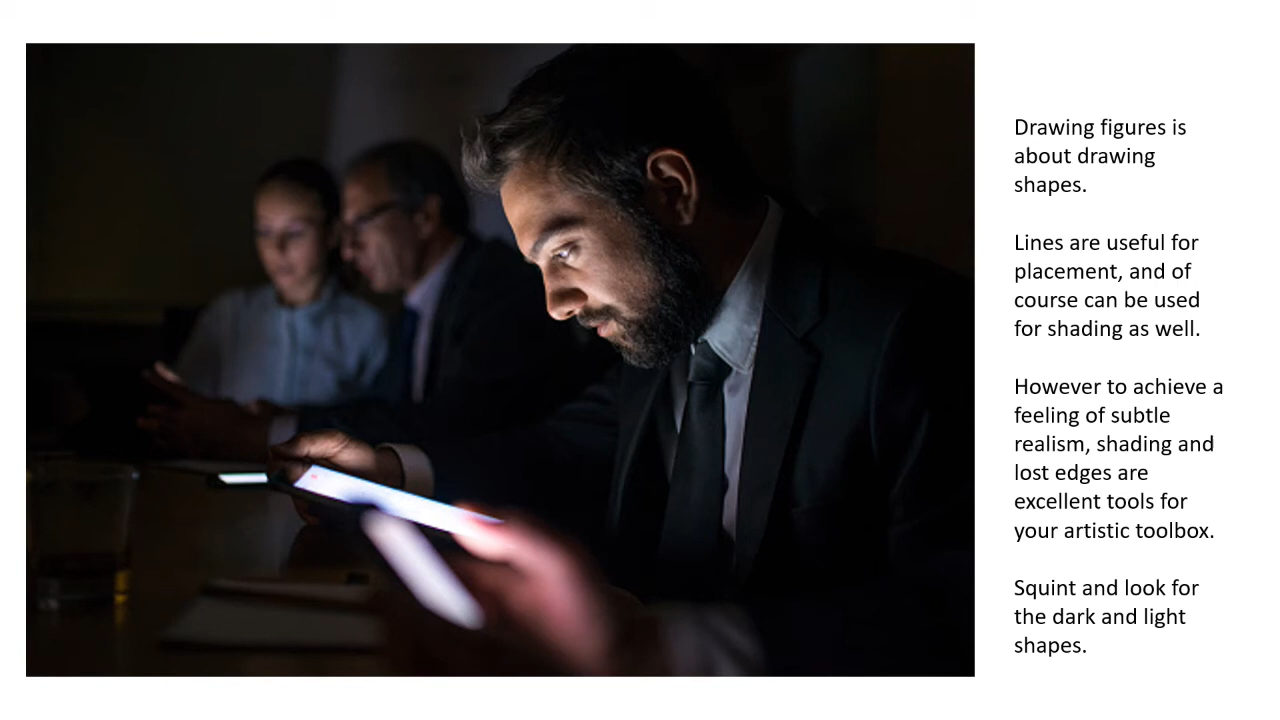 Drawing figures is
about drawing
shapes.
Lines are useful for
placement, and of
course can be used
for shading as well.
However to achieve a
feeling of subtle
realism, shading and
lost edges are
excellent tools for
your artistic toolbox.
Squint and look for
the dark and light
shapes.